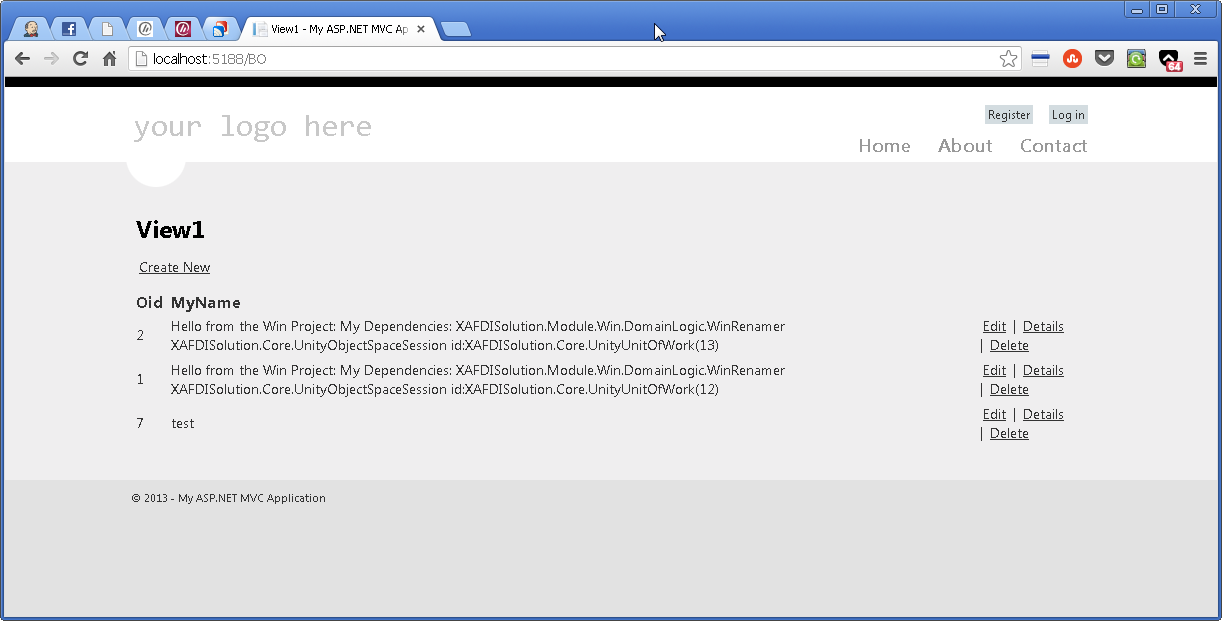 View1 - My ASP.NET MVC Ap
localhost:5188/BO
64
your logo here
Register Log in
Home About Contact
View1
Create New
Oid MyName
2 Hello from the Win Project: My Dependencies: XAFDISolution.Module.Win.DomainLogic.WinRenamer Edit | Details
XAFDISolution.Core.UnityObjectSpaceSession id:XAFDISolution.Core.UnityUnitOfWork(13) | Delete
1 Hello from the Win Project: My Dependencies: XAFDISolution.Module.Win.DomainLogic.WinRenamer Edit | Details
XAFDISolution.Core.UnityObjectSpaceSession id:XAFDISolution.Core.UnityUnitOfWork(12) | Delete
7 test Edit | Details
| Delete
© 2013 - My ASP.NET MVC Application